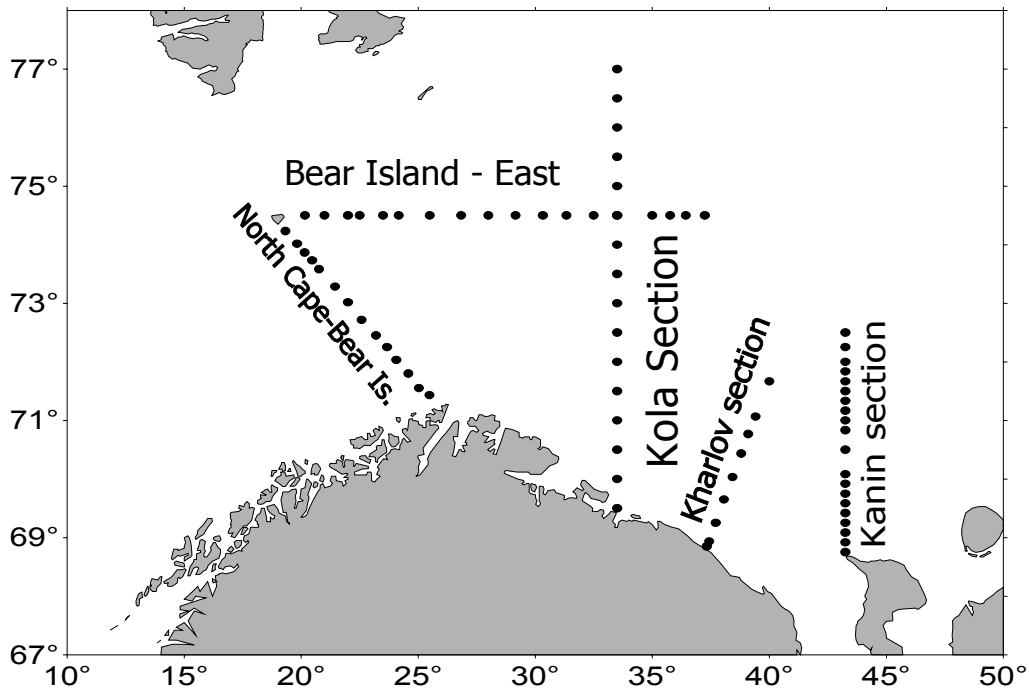 77°
75°
73°
71°
69°
67°
Bear Island - East
North Cape-Bear Is.
Kola Section
Kharlov section
Kanin section
10° 15° 20° 25° 30° 35° 40° 45° 50°